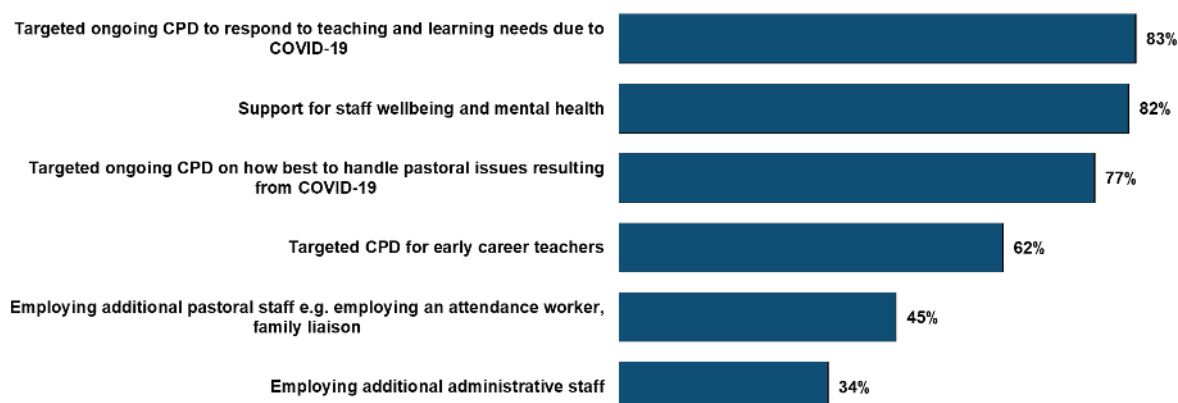 Targeted ongoing CPD to respond to teaching and learning needs due to
COVID-19
83%
Support for staff wellbeing and mental health
82%
Targeted ongoing CPD on how best to handle pastoral issues resulting
from COVID-19
77%
Targeted CPD for early career teachers
62%
Employing additional pastoral staff e.g. employing an attendance worker,
family liaison
45%
Employing additional administrative staff
34%